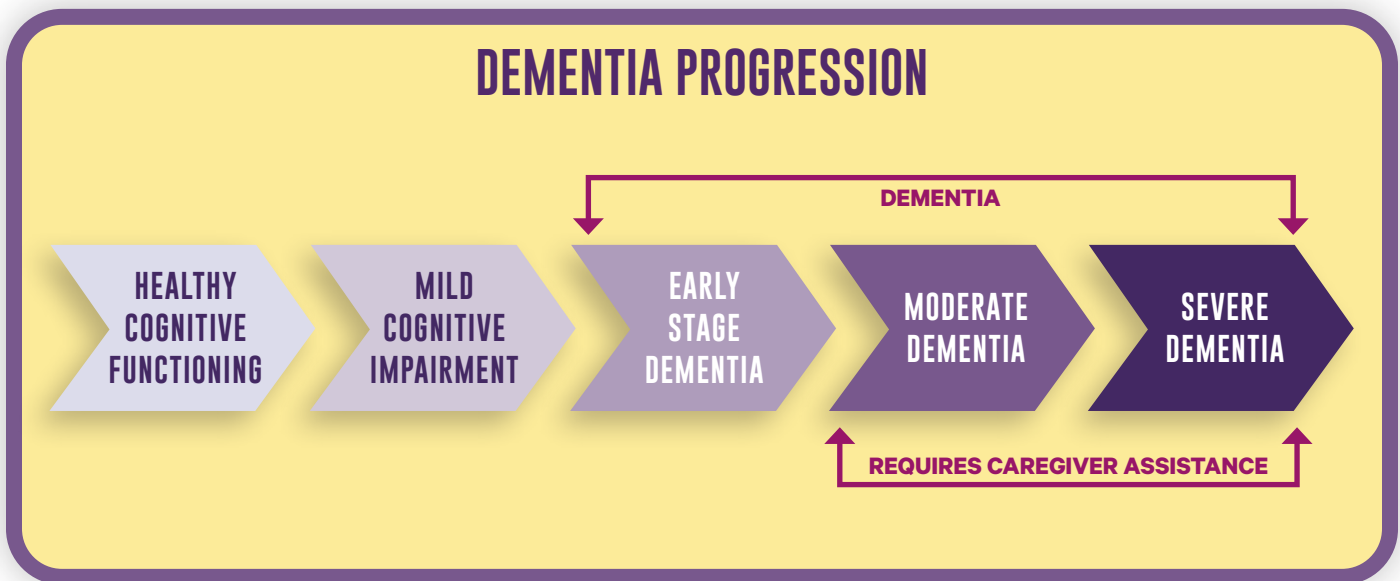 DEMENTIA PROGRESSION
DEMENTIA
HEALTHY
COGNITIVE
FUNCTIONING
MILD
COGNITIVE
IMPAIRMENT
EARLY
STAGE
DEMENTIA
MODERATE
DEMENTIA
SEVERE
DEMENTIA
REQUIRES CAREGIVER ASSISTANCE